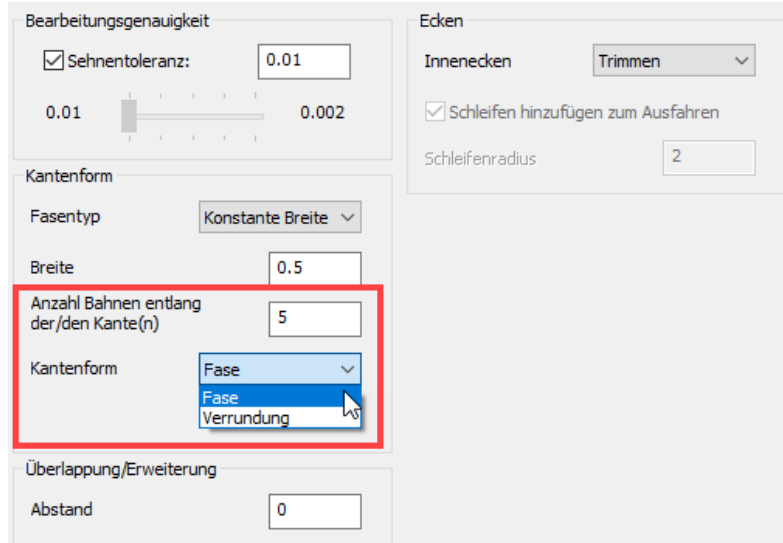 Bearbeitungsgenauigkeit
Sehnentoleranz: 0.01
0.01 0.002
Kantenform
Fasentyp Konstante Breite
Breite 0.5
Anzahl Bahnen entlang
der/den Kante(n) 5
Kantenform Fase
Fase
Verrundung
Überlappung/Erweiterung
Abstand 0
Ecken
Innenecken Trimmen
Schleifen hinzufügen zum Ausfahren
Schleifenradius 2